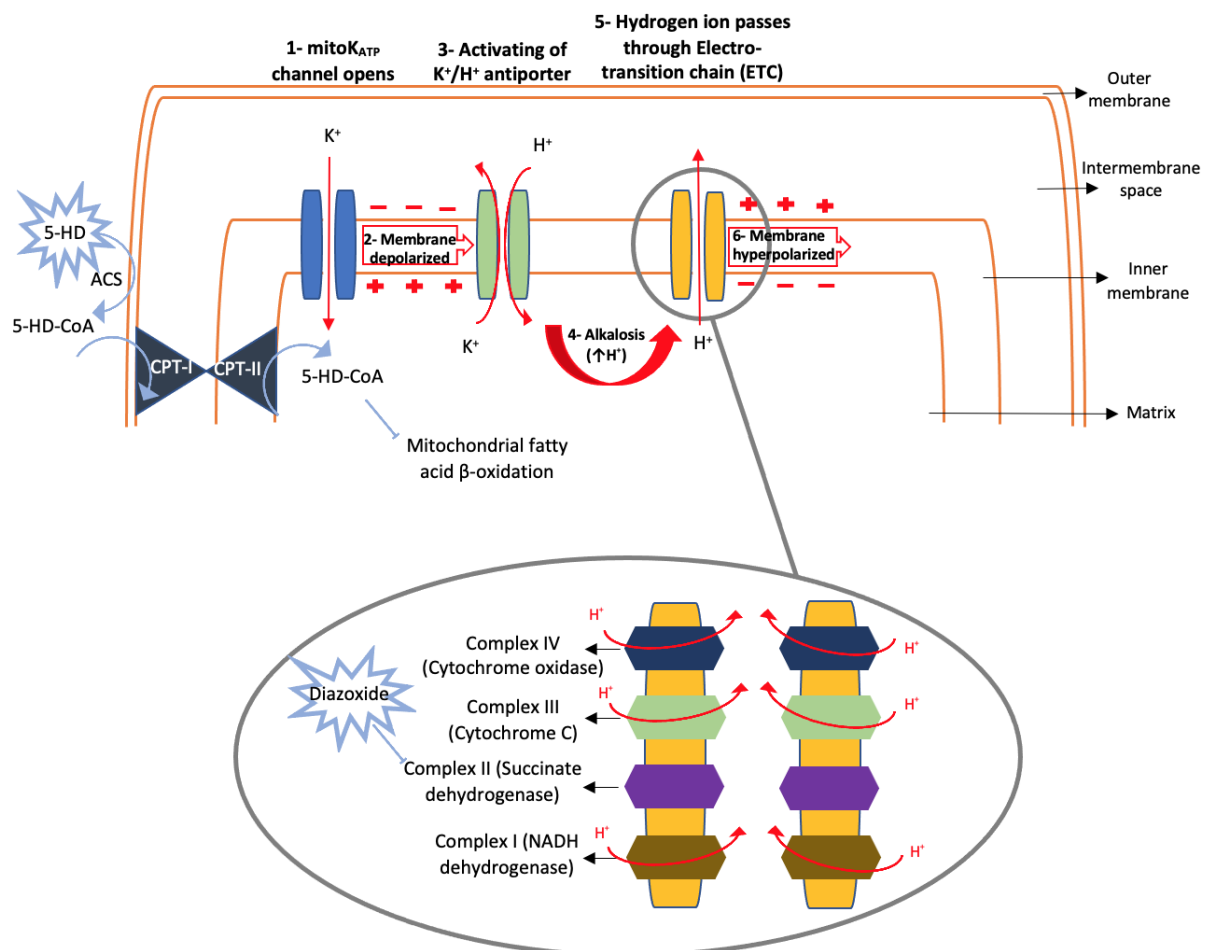 1- mitoKATP
channel opens
3- Activating of
K⁺/H⁺ antiporter
5- Hydrogen ion passes
through Electro-
transition chain (ETC)
Outer
membrane
K⁺
H⁺
Intermembrane
space
5-HD
2- Membrane
depolarized
6- Membrane
hyperpolarized
ACS
Inner
membrane
5-HD-CoA
K⁺
4- Alkalosis
(↑H⁺)
H⁺
CPT-I
CPT-II
5-HD-CoA
Matrix
Mitochondrial fatty
acid β-oxidation
H⁺
H⁺
Complex IV
(Cytochrome oxidase)
Diazoxide
H⁺
H⁺
Complex III
(Cytochrome C)
Complex II (Succinate
dehydrogenase)
H⁺
H⁺
Complex I (NADH
dehydrogenase)